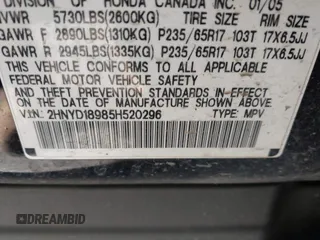 OF HONDA CANADA INC. 01/05
GVWR 5730LBS(2600KG) TIRE SIZE RIM SIZE
GAWR F 2890LBS(1310KG) P235/65R17 103T 17X6.5JJ
GAWR R 2945LBS(1335KG) P235/65R17 103T 17X6.5JJ
THIS VEHICLE CONFORMS TO ALL APPLICABLE
FEDERAL MOTOR VEHICLE SAFETY
AND THEFT PREVENTION STANDARDS IN EFFECT ON
THE DATE OF MANUFACTURE SHOWN ABOVE.
V.I.N.: 2HNYD18985H520296 TYPE: MPV
DREAMBID